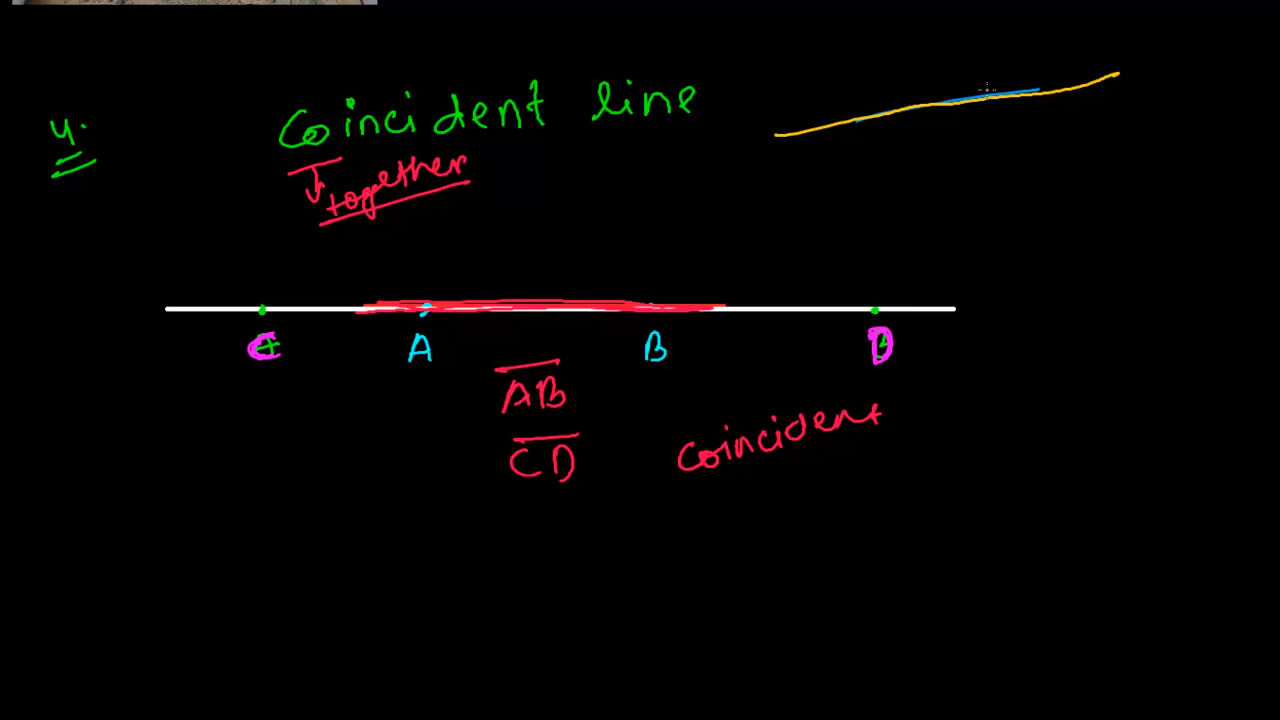 4. Coincident line
together
C A B D
AB
CD coincident